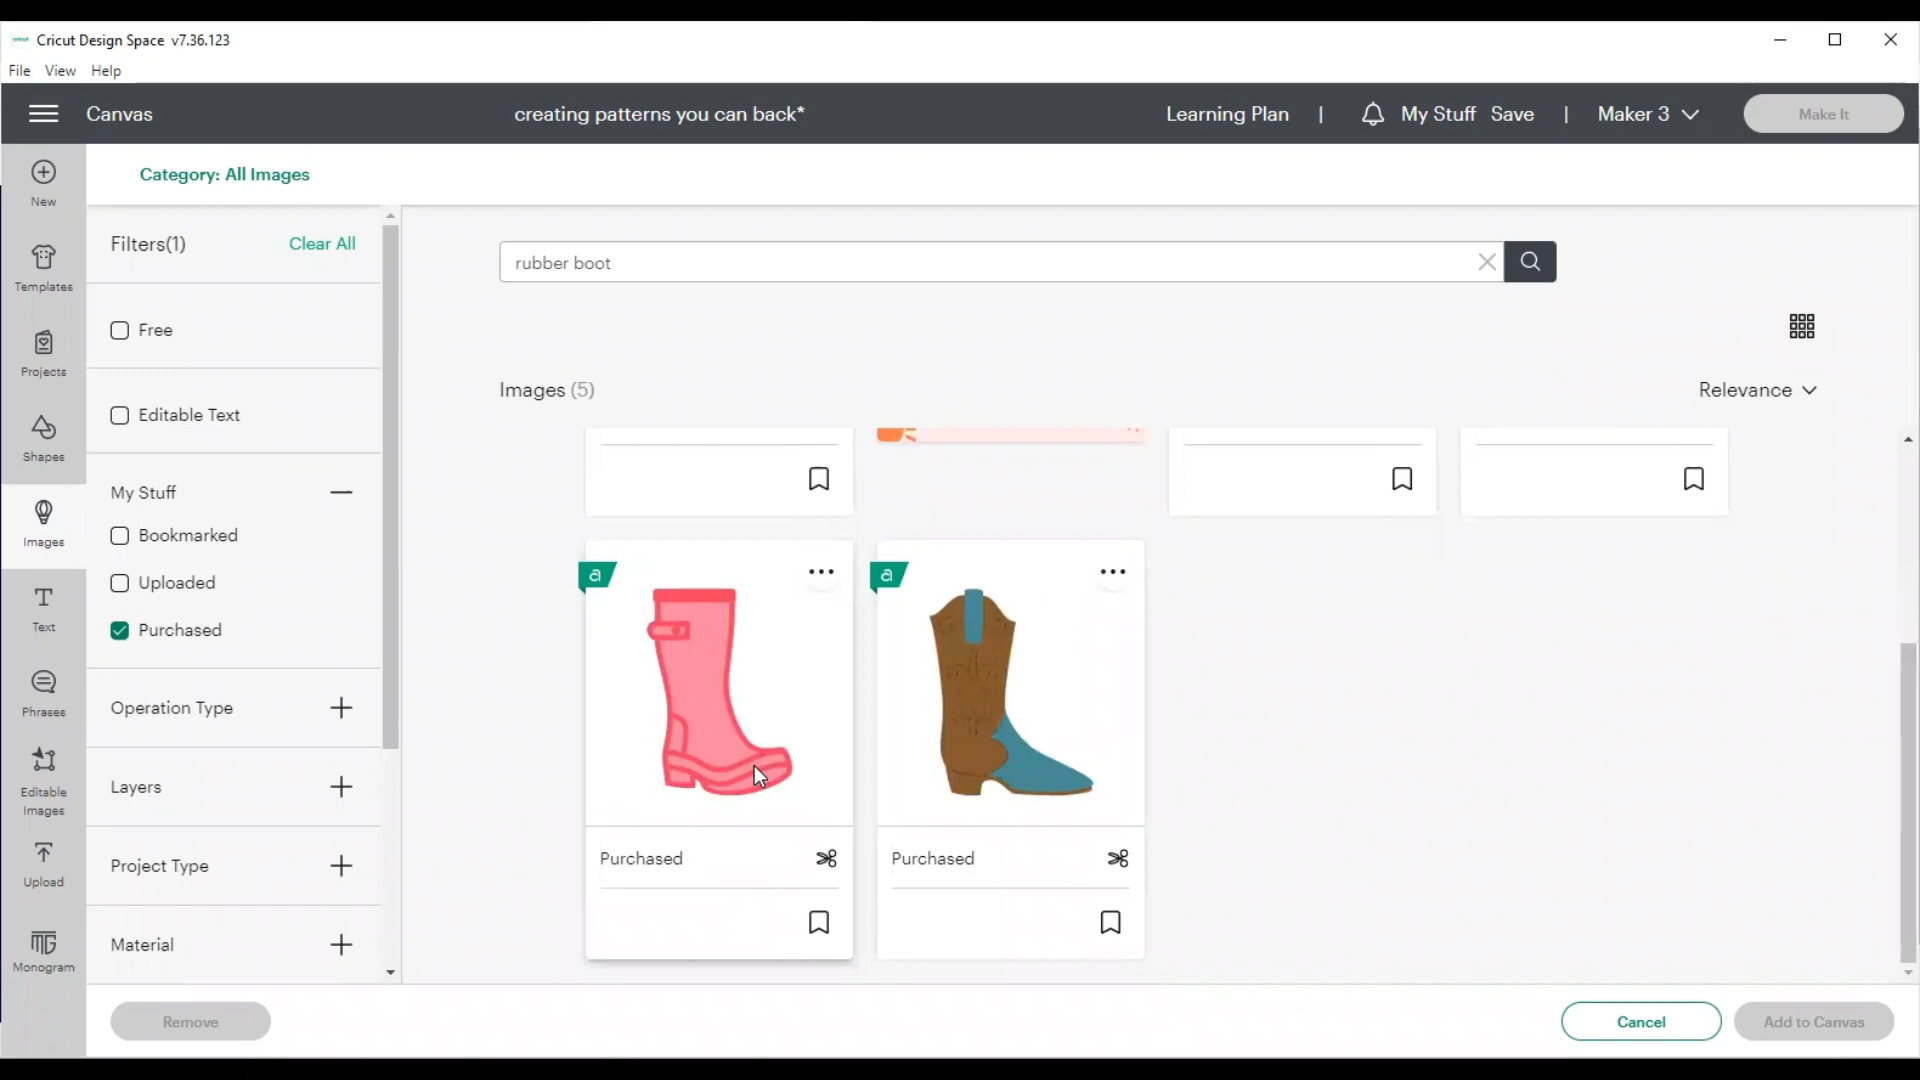 cricut Cricut Design Space v7.36.123
File View Help
Canvas
creating patterns you can back*
Learning Plan | My Stuff Save | Maker 3
Make It
New
Templates
Projects
Shapes
Images
Text
Phrases
Editable
Images
Upload
MG
Monogram
Category: All Images
Filters(1) Clear All
Free
Editable Text
My Stuff
Bookmarked
Uploaded
Purchased
Operation Type
Layers
Project Type
Material
Remove
rubber boot
Images (5)
Relevance
a
a
Purchased
Purchased
Cancel
Add to Canvas